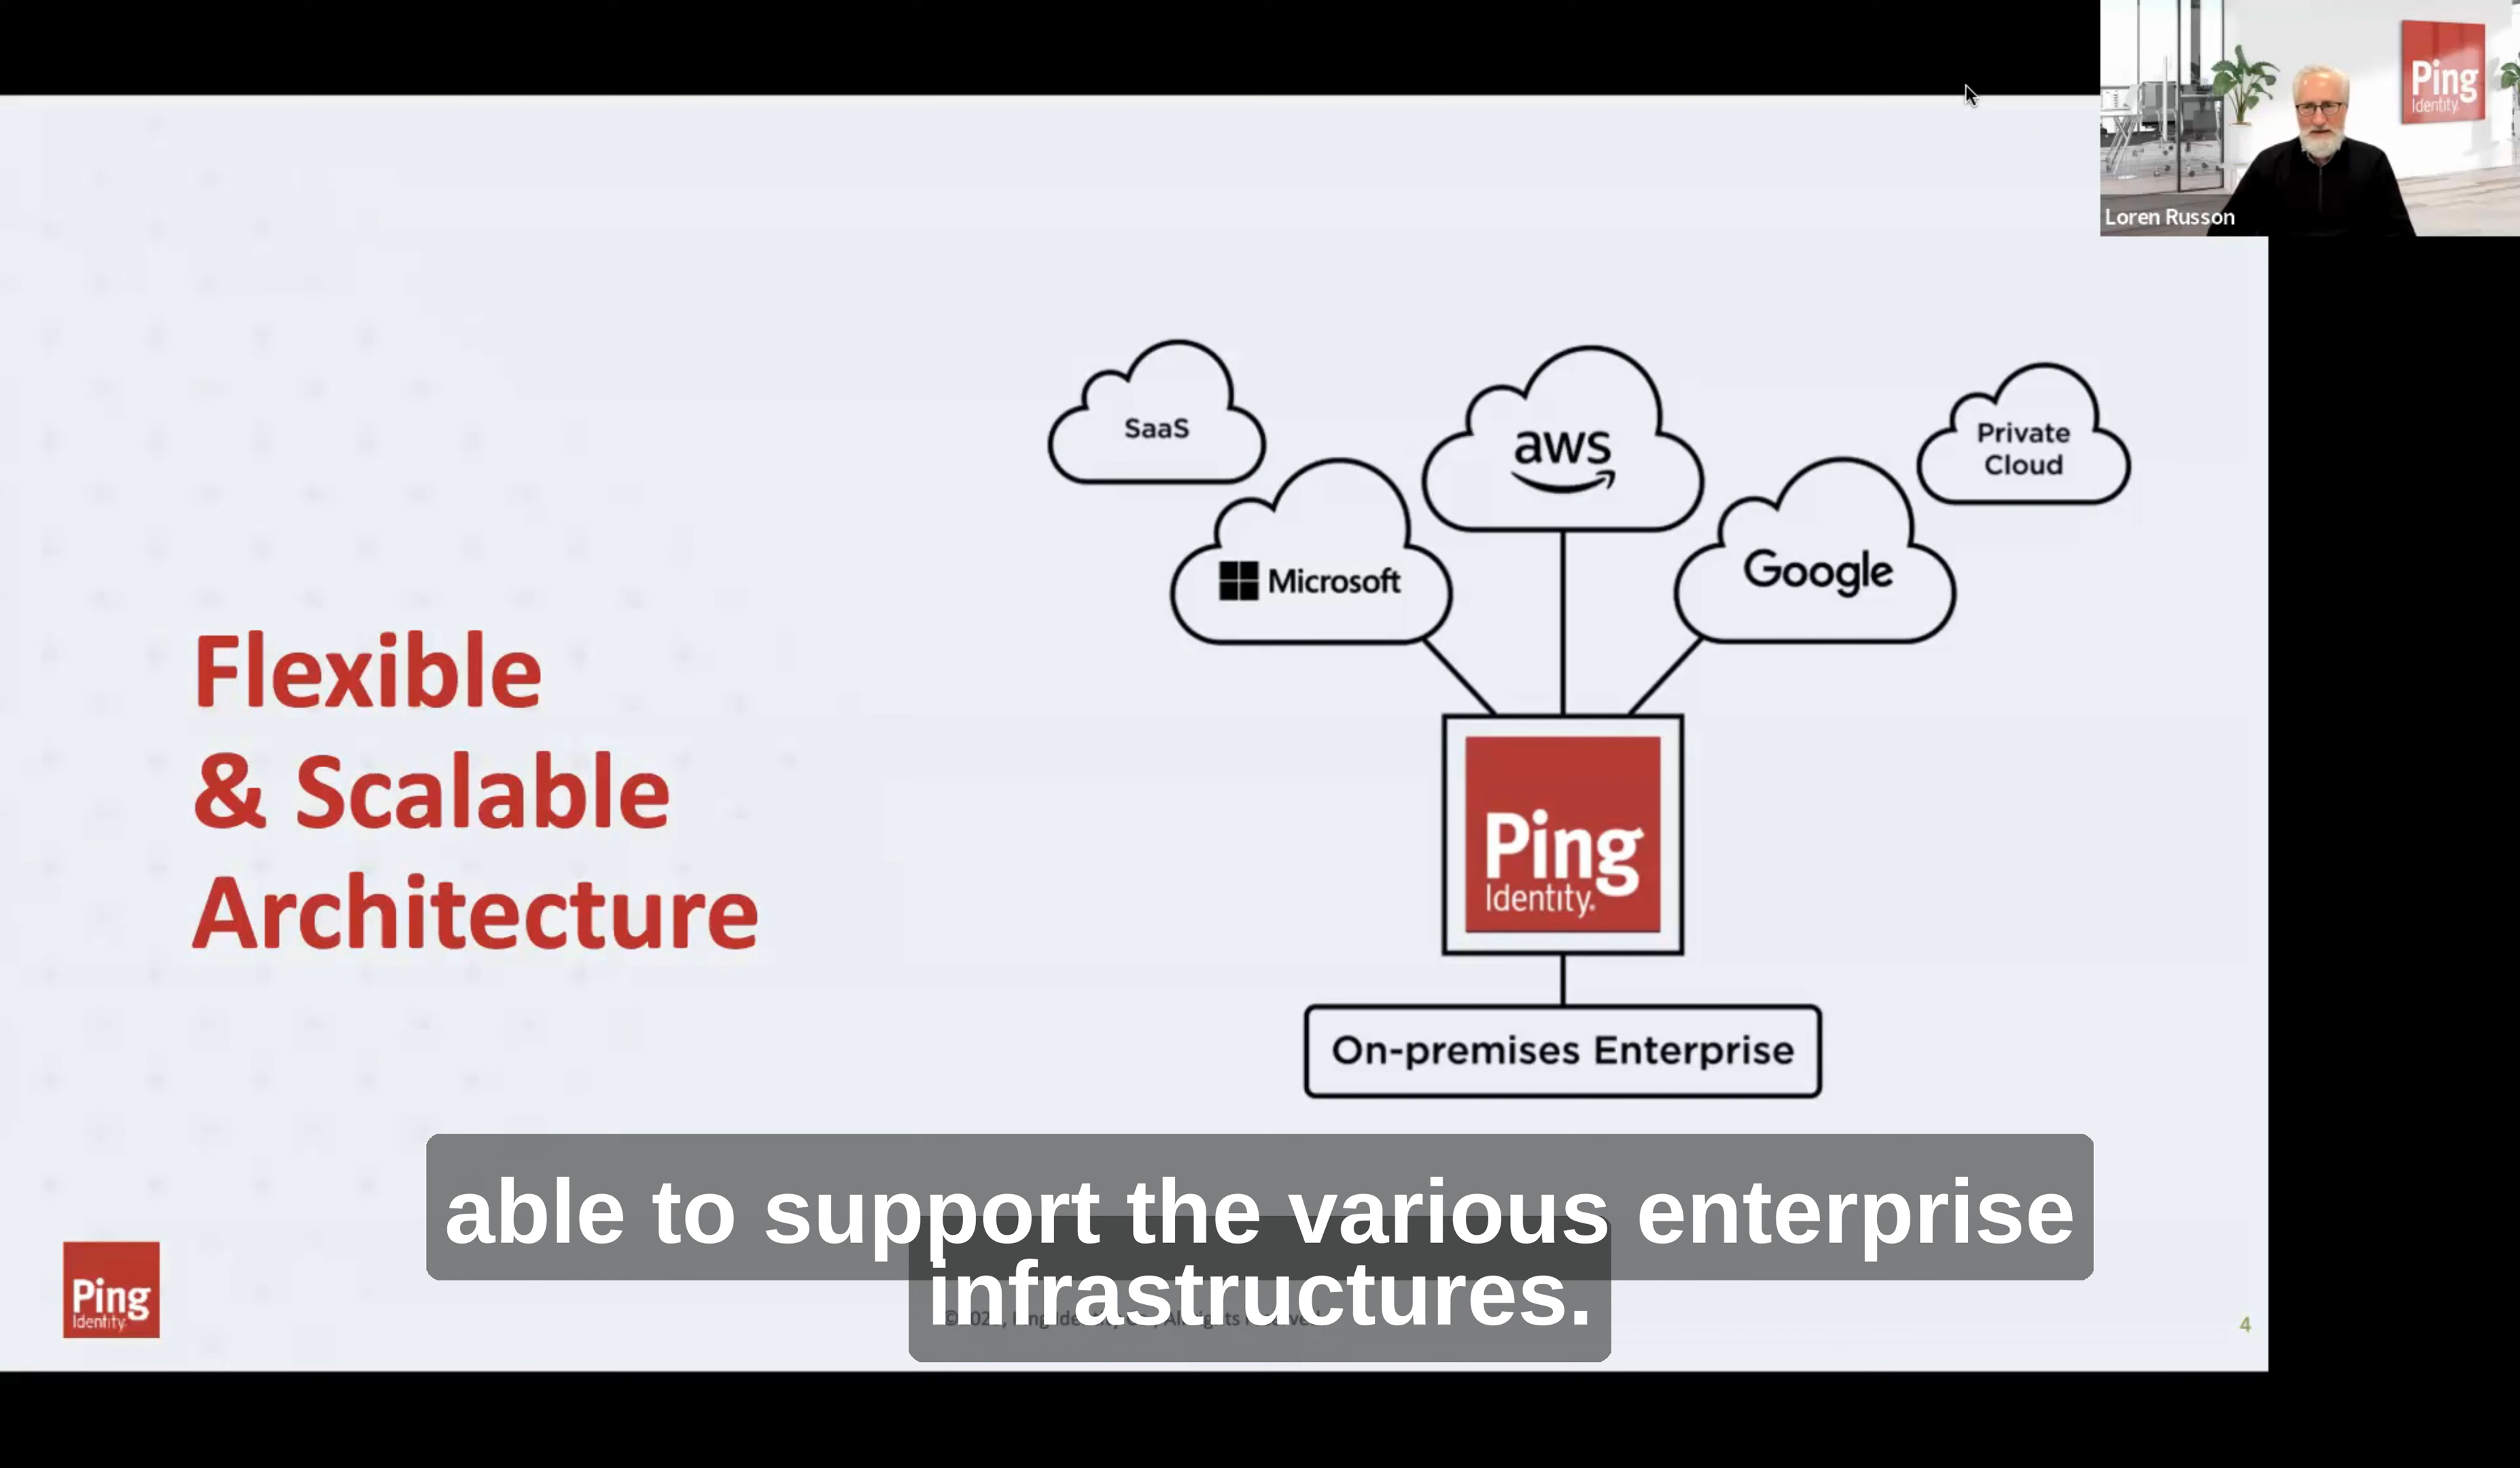 Ping
Identity.
Loren Russon
SaaS
aws
Private
Cloud
Microsoft
Google
Flexible
& Scalable
Architecture
Ping
Identity.
On-premises Enterprise
able to support the various enterprise
infrastructures.
Ping
Identity.
4